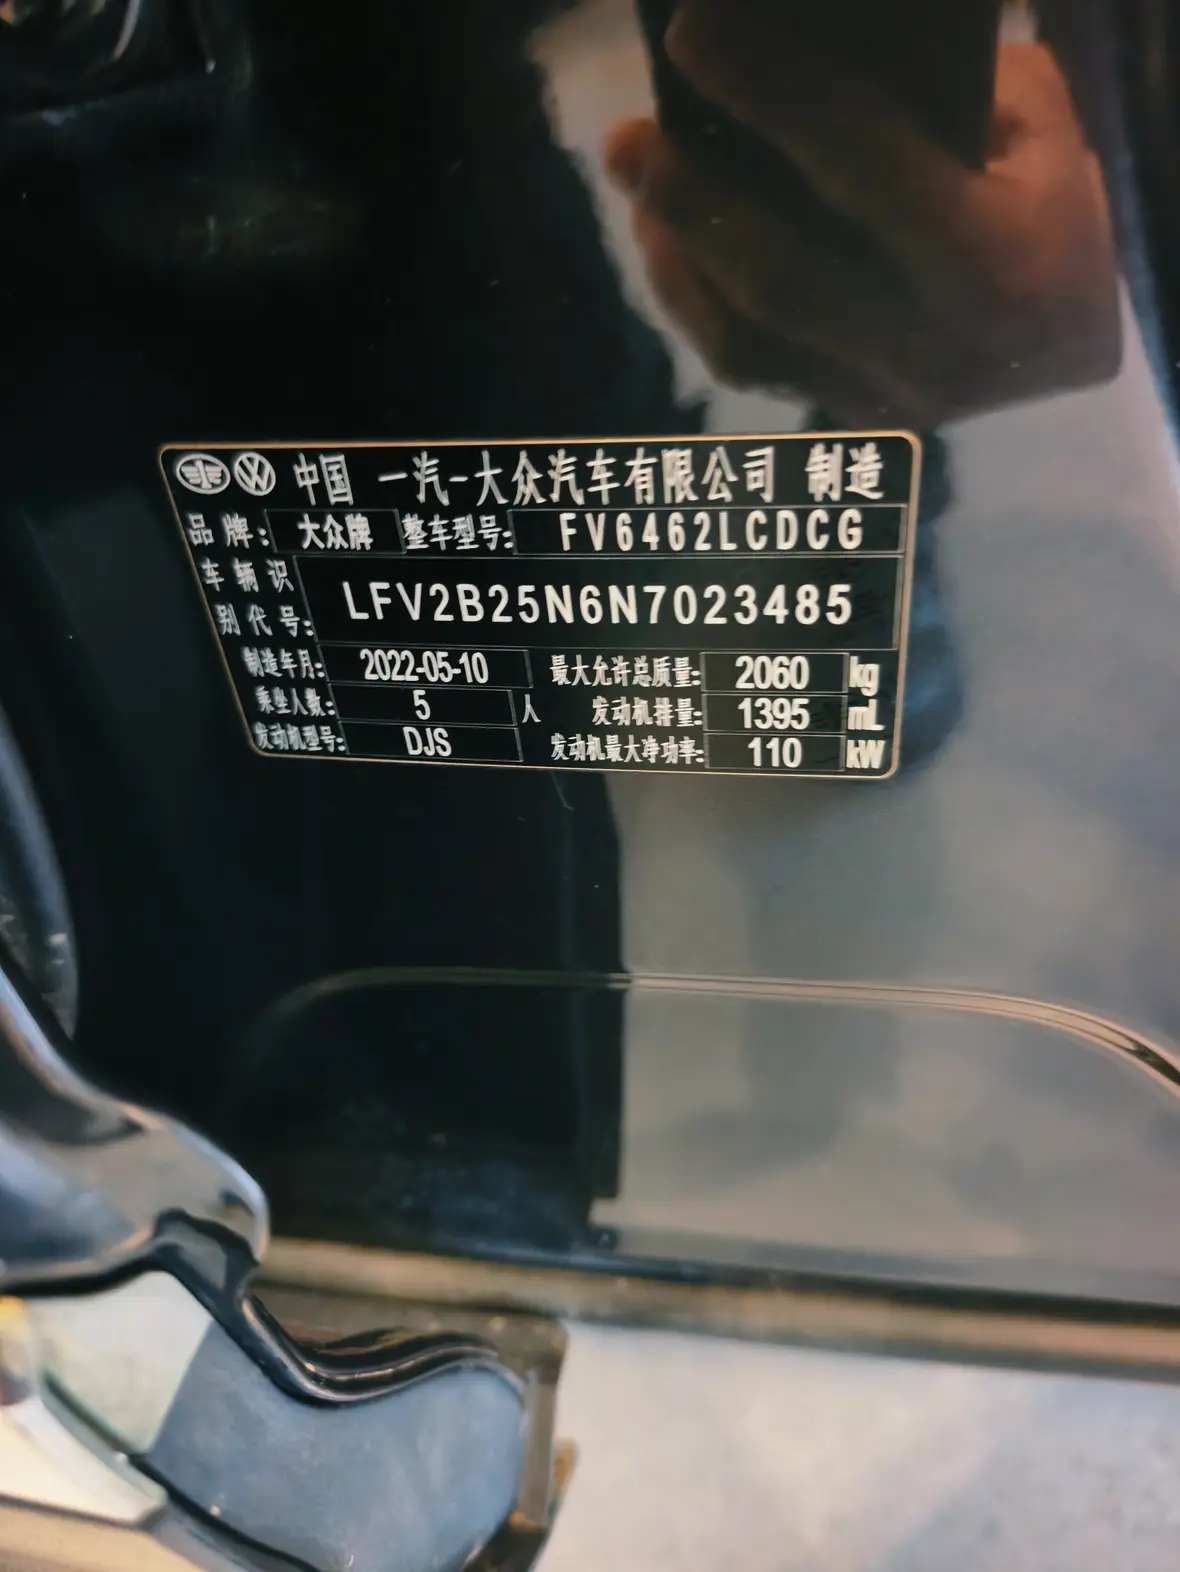 中国 一汽-大众汽车有限公司 制造
品牌: 大众牌 整车型号: FV6462LCDCG
车辆识别代号: LFV2B25N6N7023485
制造年月: 2022-05-10 最大允许总质量: 2060 kg
乘坐人数: 5 人 发动机排量: 1395 mL
发动机型号: DJS 发动机最大净功率: 110 kW